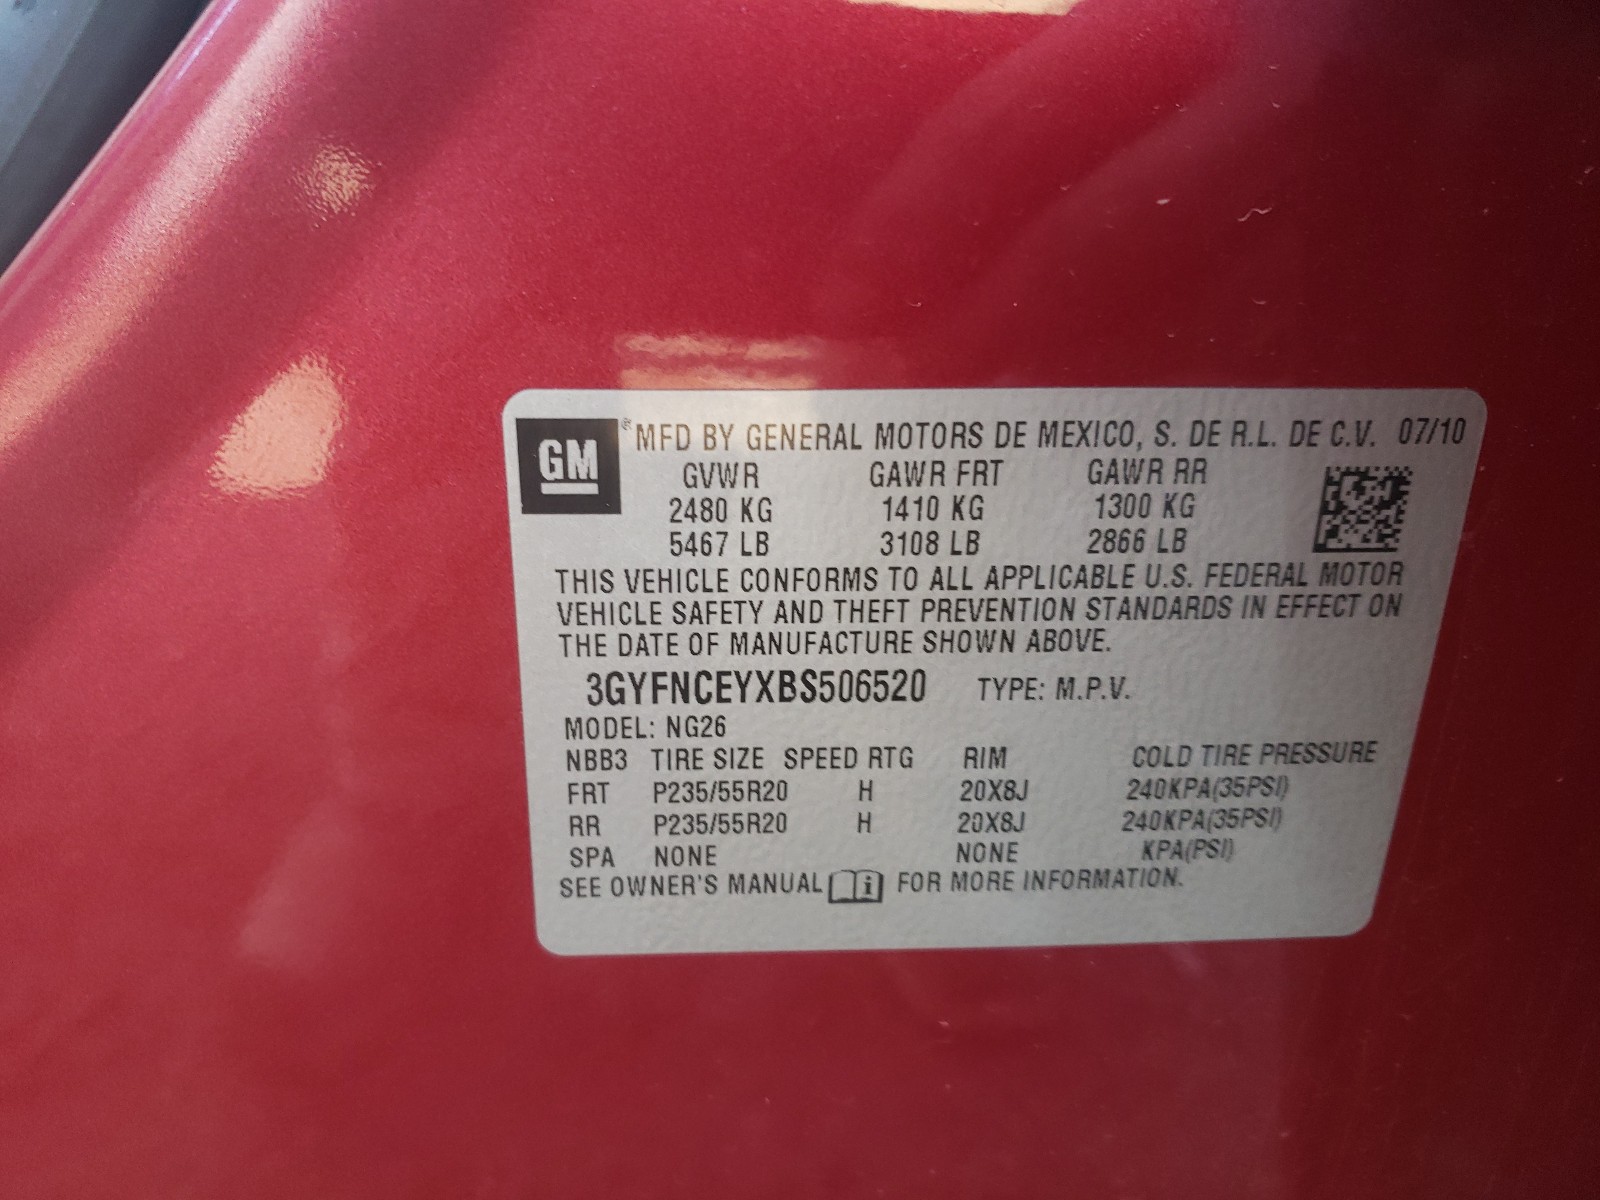 GM
® MFD BY GENERAL MOTORS DE MEXICO, S. DE R.L. DE C.V. 07/10
GVWR GAWR FRT GAWR RR
2480 KG 1410 KG 1300 KG
5467 LB 3108 LB 2866 LB
THIS VEHICLE CONFORMS TO ALL APPLICABLE U.S. FEDERAL MOTOR
VEHICLE SAFETY AND THEFT PREVENTION STANDARDS IN EFFECT ON
THE DATE OF MANUFACTURE SHOWN ABOVE.
3GYFNCEYXBS506520 TYPE: M.P.V.
MODEL: NG26
NBB3 TIRE SIZE SPEED RTG RIM COLD TIRE PRESSURE
FRT P235/55R20 H 20X8J 240KPA(35PSI)
RR P235/55R20 H 20X8J 240KPA(35PSI)
SPA NONE NONE KPA(PSI)
SEE OWNER'S MANUAL i FOR MORE INFORMATION.